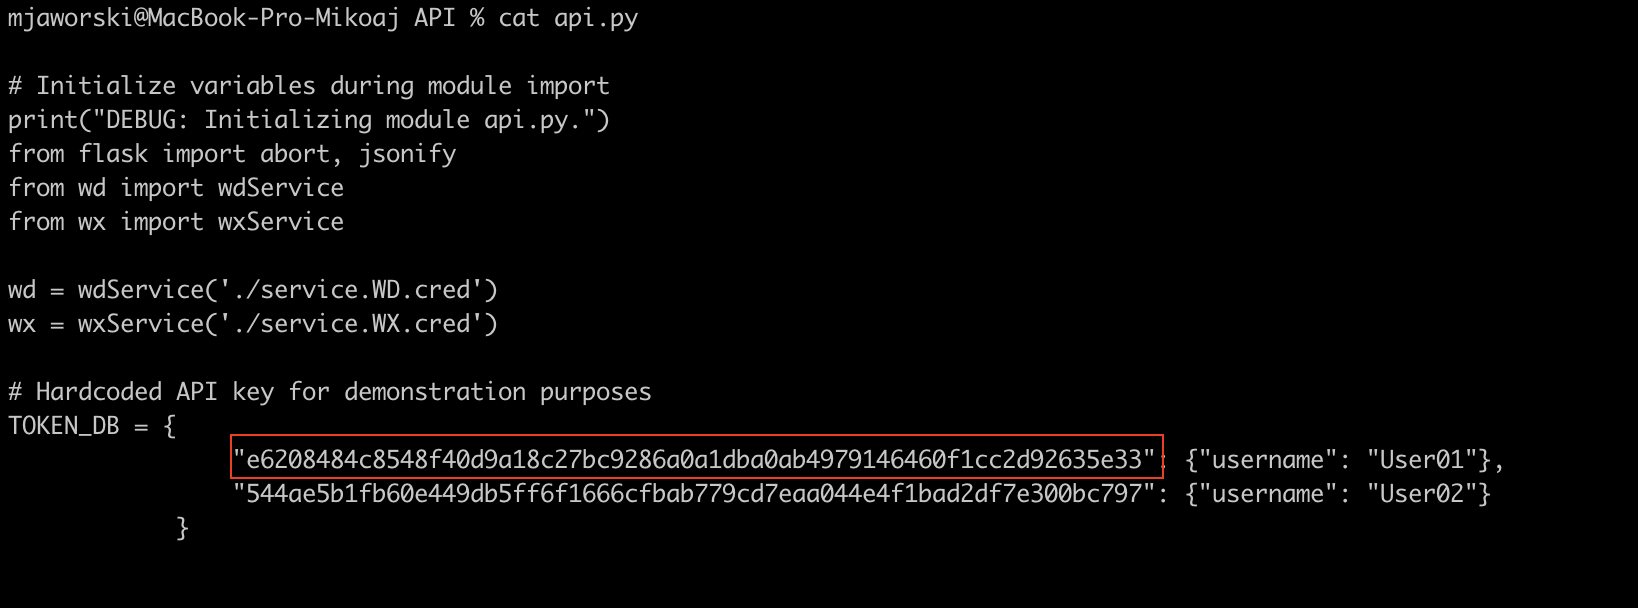 mjaworski@MacBook-Pro-Mikoaj API % cat api.py
# Initialize variables during module import
print("DEBUG: Initializing module api.py.")
from flask import abort, jsonify
from wd import wdService
from wx import wxService
wd = wdService('./service.WD.cred')
wx = wxService('./service.WX.cred')
# Hardcoded API key for demonstration purposes
TOKEN_DB = {
"e6208484c8548f40d9a18c27bc9286a0a1dba0ab4979146460f1cc2d92635e33": {"username": "User01"},
"544ae5b1fb60e449db5ff6f1666cfbab779cd7eaa044e4f1bad2df7e300bc797": {"username": "User02"}
}